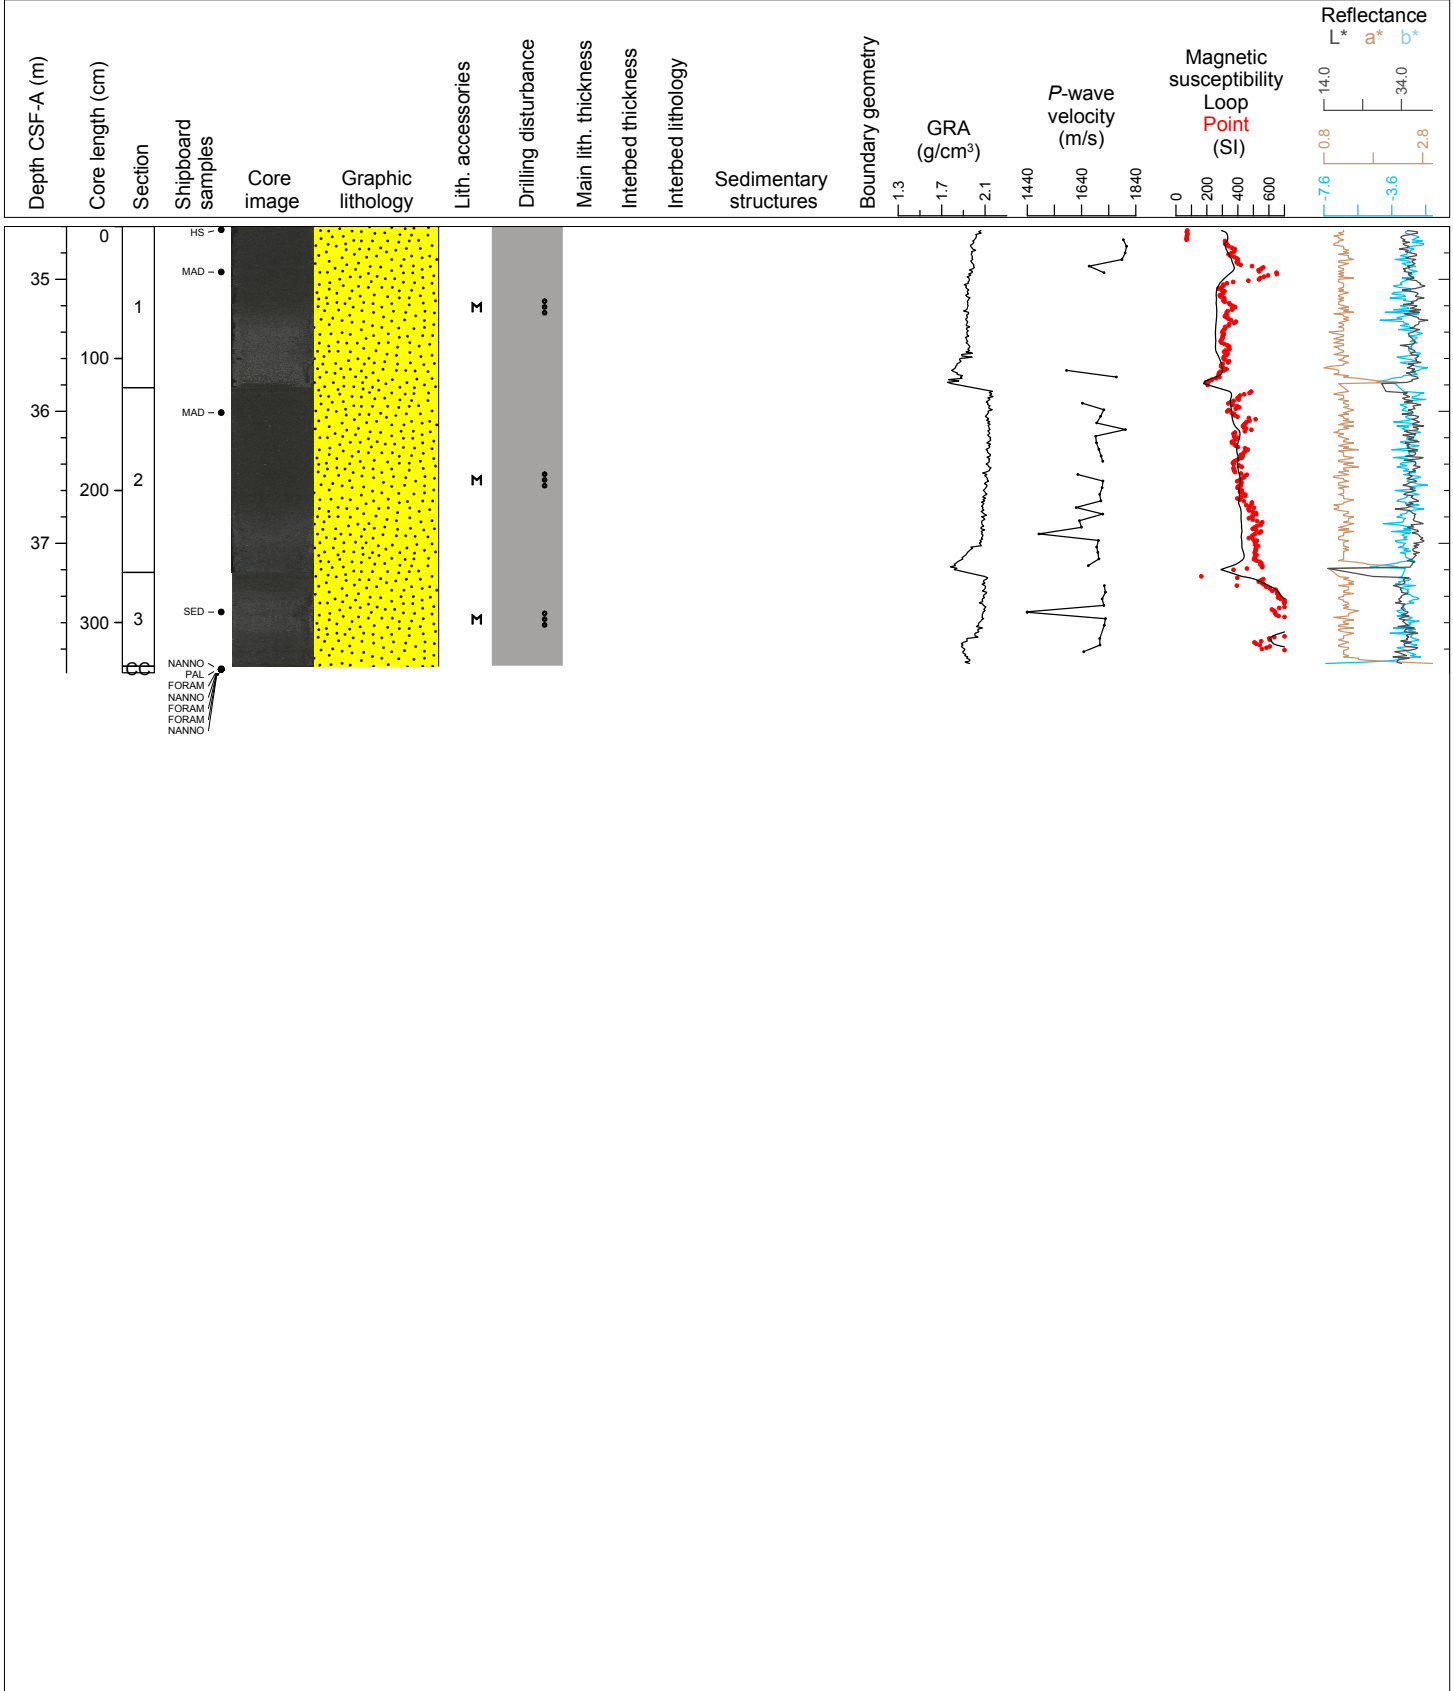 Depth CSF-A (m)
Core length (cm)
Section
Shipboard
samples
Core
image
Graphic
lithology
Lith. accessories
Drilling disturbance
Main lith. thickness
Interbed thickness
Interbed lithology
Sedimentary
structures
Boundary geometry
GRA
(g/cm³)
1.3 1.7 2.1
P-wave
velocity
(m/s)
1440 1640 1840
Magnetic
susceptibility
Loop
Point
(SI)
0 200 400 600
Reflectance
L* a* b*
14.0 34.0
0.8 2.8
-7.6 -3.6
0
HS
35
MAD
1
M
100
36
MAD
2
M
200
37
SED
3
M
300
CC
NANNO
PAL
FORAM
NANNO
FORAM
FORAM
NANNO